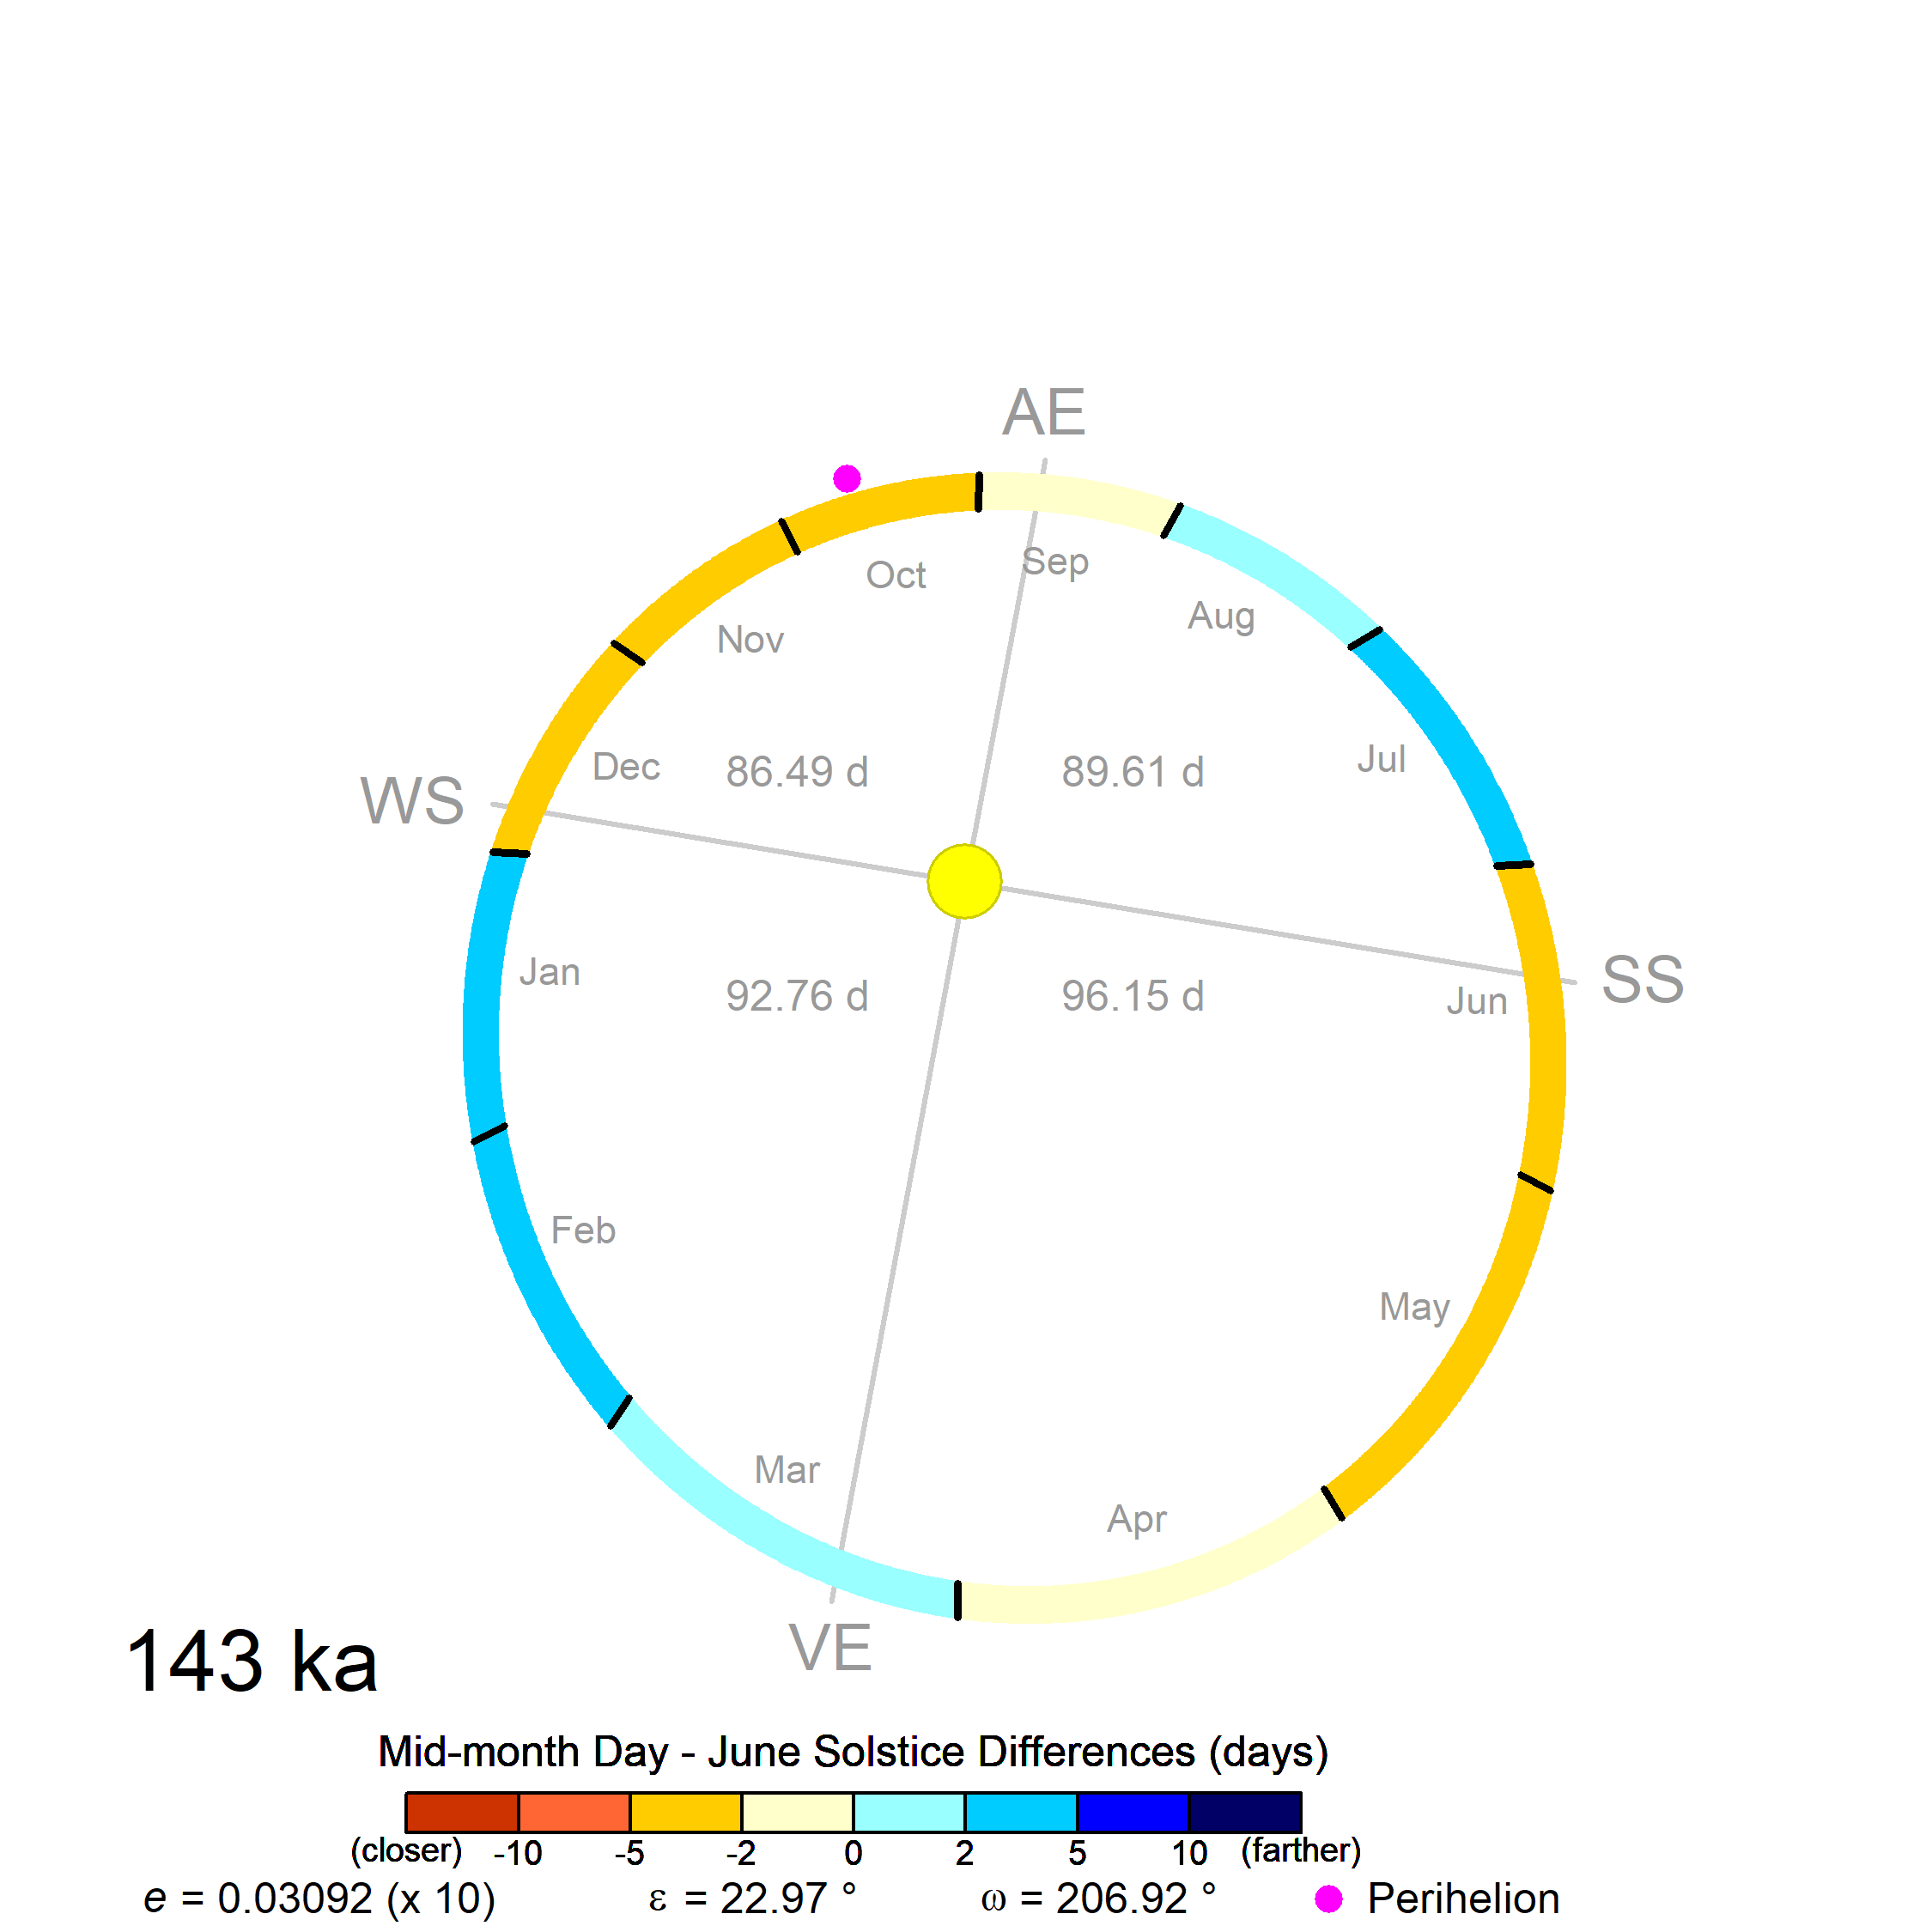 AE
Sep
Oct
Aug
Nov
Jul
Dec
86.49 d
89.61 d
WS
Jan
92.76 d
96.15 d
SS
Jun
Feb
May
Mar
Apr
VE
143 ka
Mid-month Day - June Solstice Differences (days)
(closer) -10 -5 -2 0 2 5 10 (farther)
e = 0.03092 (x 10) ε = 22.97 ° ω = 206.92 ° Perihelion